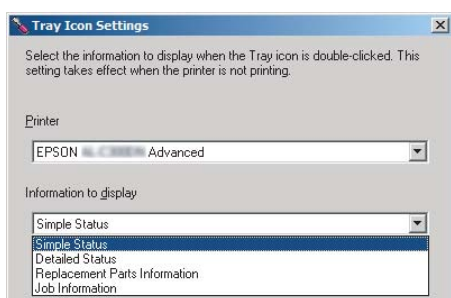 Tray Icon Settings
Select the information to display when the Tray icon is double-clicked. This
setting takes effect when the printer is not printing.
Printer
EPSON Advanced
Information to display
Simple Status
Simple Status
Detailed Status
Replacement Parts Information
Job Information